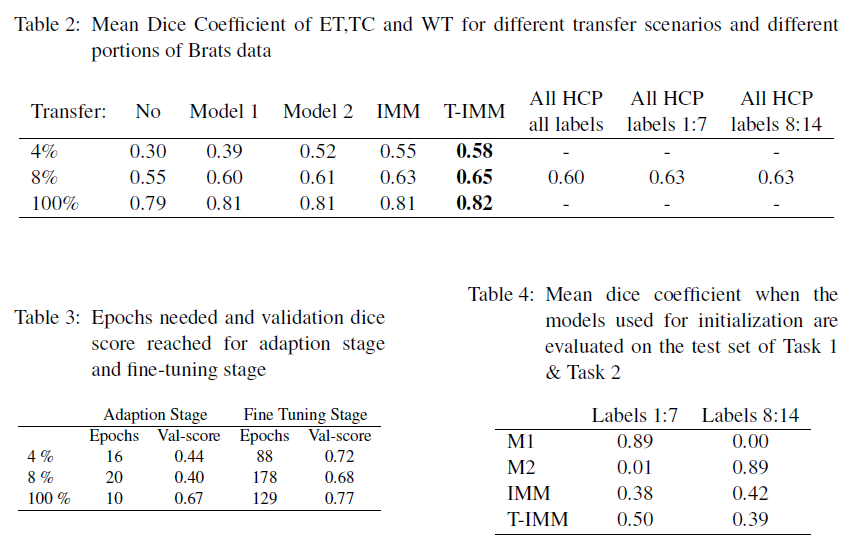 Table 2: Mean Dice Coefficient of ET,TC and WT for different transfer scenarios and different
portions of Brats data
Transfer: No Model 1 Model 2 IMM T-IMM All HCP all labels All HCP labels 1:7 All HCP labels 8:14
4% 0.30 0.39 0.52 0.55 0.58 - - -
8% 0.55 0.60 0.61 0.63 0.65 0.60 0.63 0.63
100% 0.79 0.81 0.81 0.81 0.82 - - -
Table 3: Epochs needed and validation dice
score reached for adaption stage
and fine-tuning stage
Adaption Stage Fine Tuning Stage
Epochs Val-score Epochs Val-score
4 % 16 0.44 88 0.72
8 % 20 0.40 178 0.68
100 % 10 0.67 129 0.77
Table 4: Mean dice coefficient when the
models used for initialization are
evaluated on the test set of Task 1
& Task 2
Labels 1:7 Labels 8:14
M1 0.89 0.00
M2 0.01 0.89
IMM 0.38 0.42
T-IMM 0.50 0.39